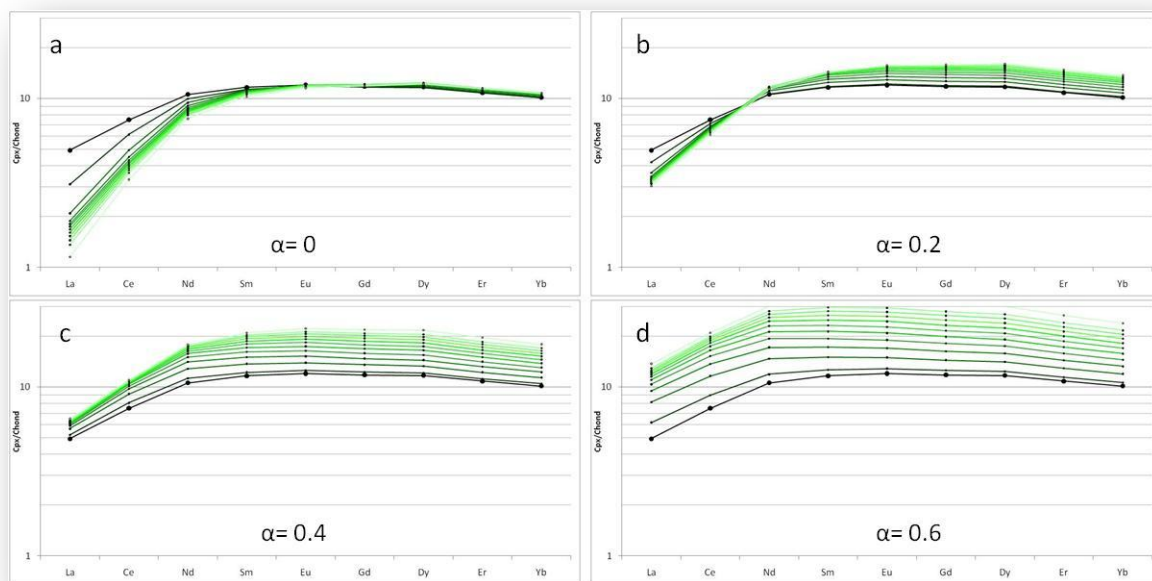 a
10
Cpx/Chond
1
α= 0
La Ce Nd Sm Eu Gd Dy Er Yb
b
10
Cpx/Chond
1
α= 0.2
La Ce Nd Sm Eu Gd Dy Er Yb
c
10
Cpx/Chond
1
α= 0.4
La Ce Nd Sm Eu Gd Dy Er Yb
d
10
Cpx/Chond
1
α= 0.6
La Ce Nd Sm Eu Gd Dy Er Yb